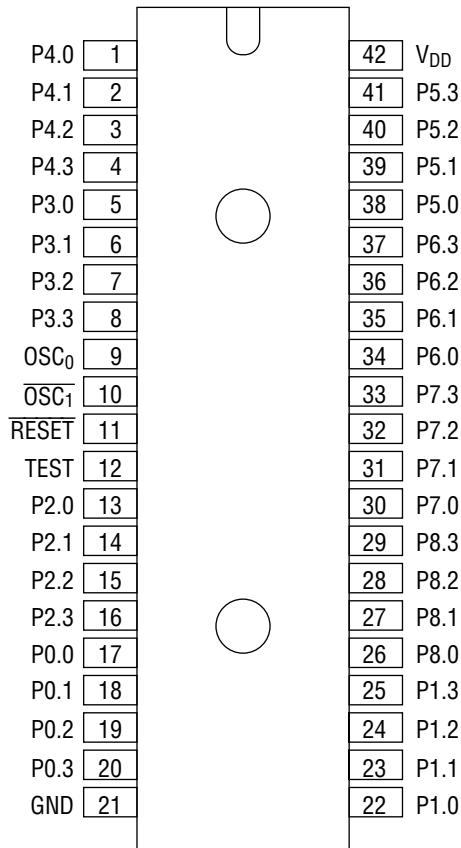 P4.0 1 42 VDD
P4.1 2 41 P5.3
P4.2 3 40 P5.2
P4.3 4 39 P5.1
P3.0 5 38 P5.0
P3.1 6 37 P6.3
P3.2 7 36 P6.2
P3.3 8 35 P6.1
OSC0 9 34 P6.0
OSC1 10 33 P7.3
RESET 11 32 P7.2
TEST 12 31 P7.1
P2.0 13 30 P7.0
P2.1 14 29 P8.3
P2.2 15 28 P8.2
P2.3 16 27 P8.1
P0.0 17 26 P8.0
P0.1 18 25 P1.3
P0.2 19 24 P1.2
P0.3 20 23 P1.1
GND 21 22 P1.0